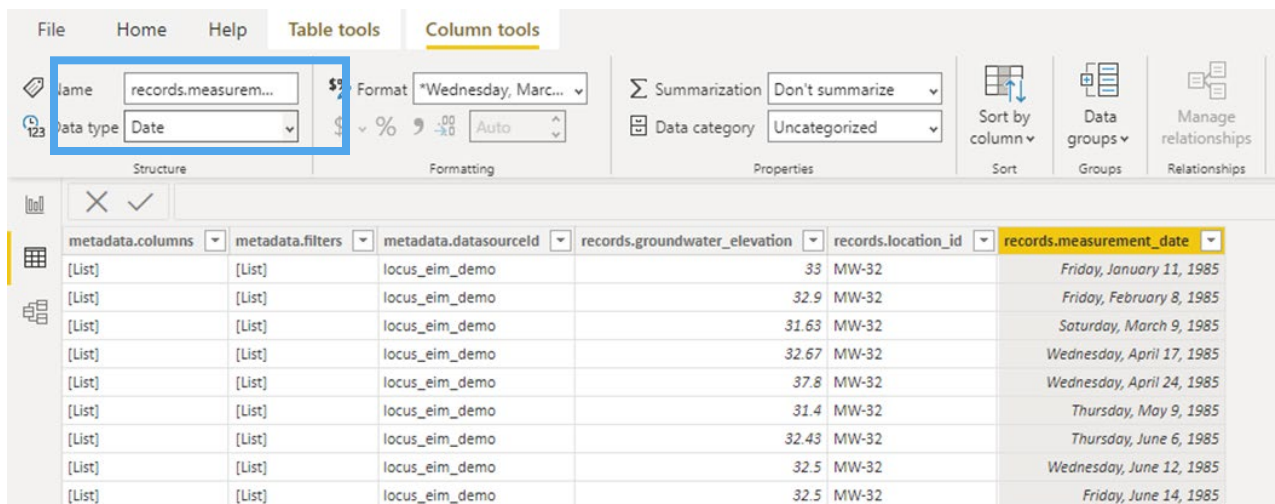 File Home Help Table tools Column tools
Name records.measurem... $% Format *Wednesday, Marc... Σ Summarization Don't summarize
123 Data type Date $ % 9 .00 Auto Data category Uncategorized
Sort by column Data groups Manage relationships
Structure Formatting Properties Sort Groups Relationships
metadata.columns metadata.filters metadata.datasourceId records.groundwater_elevation records.location_id records.measurement_date
[List] [List] locus_eim_demo 33 MW-32 Friday, January 11, 1985
[List] [List] locus_eim_demo 32.9 MW-32 Friday, February 8, 1985
[List] [List] locus_eim_demo 31.63 MW-32 Saturday, March 9, 1985
[List] [List] locus_eim_demo 32.67 MW-32 Wednesday, April 17, 1985
[List] [List] locus_eim_demo 37.8 MW-32 Wednesday, April 24, 1985
[List] [List] locus_eim_demo 31.4 MW-32 Thursday, May 9, 1985
[List] [List] locus_eim_demo 32.43 MW-32 Thursday, June 6, 1985
[List] [List] locus_eim_demo 32.5 MW-32 Wednesday, June 12, 1985
[List] [List] locus_eim_demo 32.5 MW-32 Friday, June 14, 1985